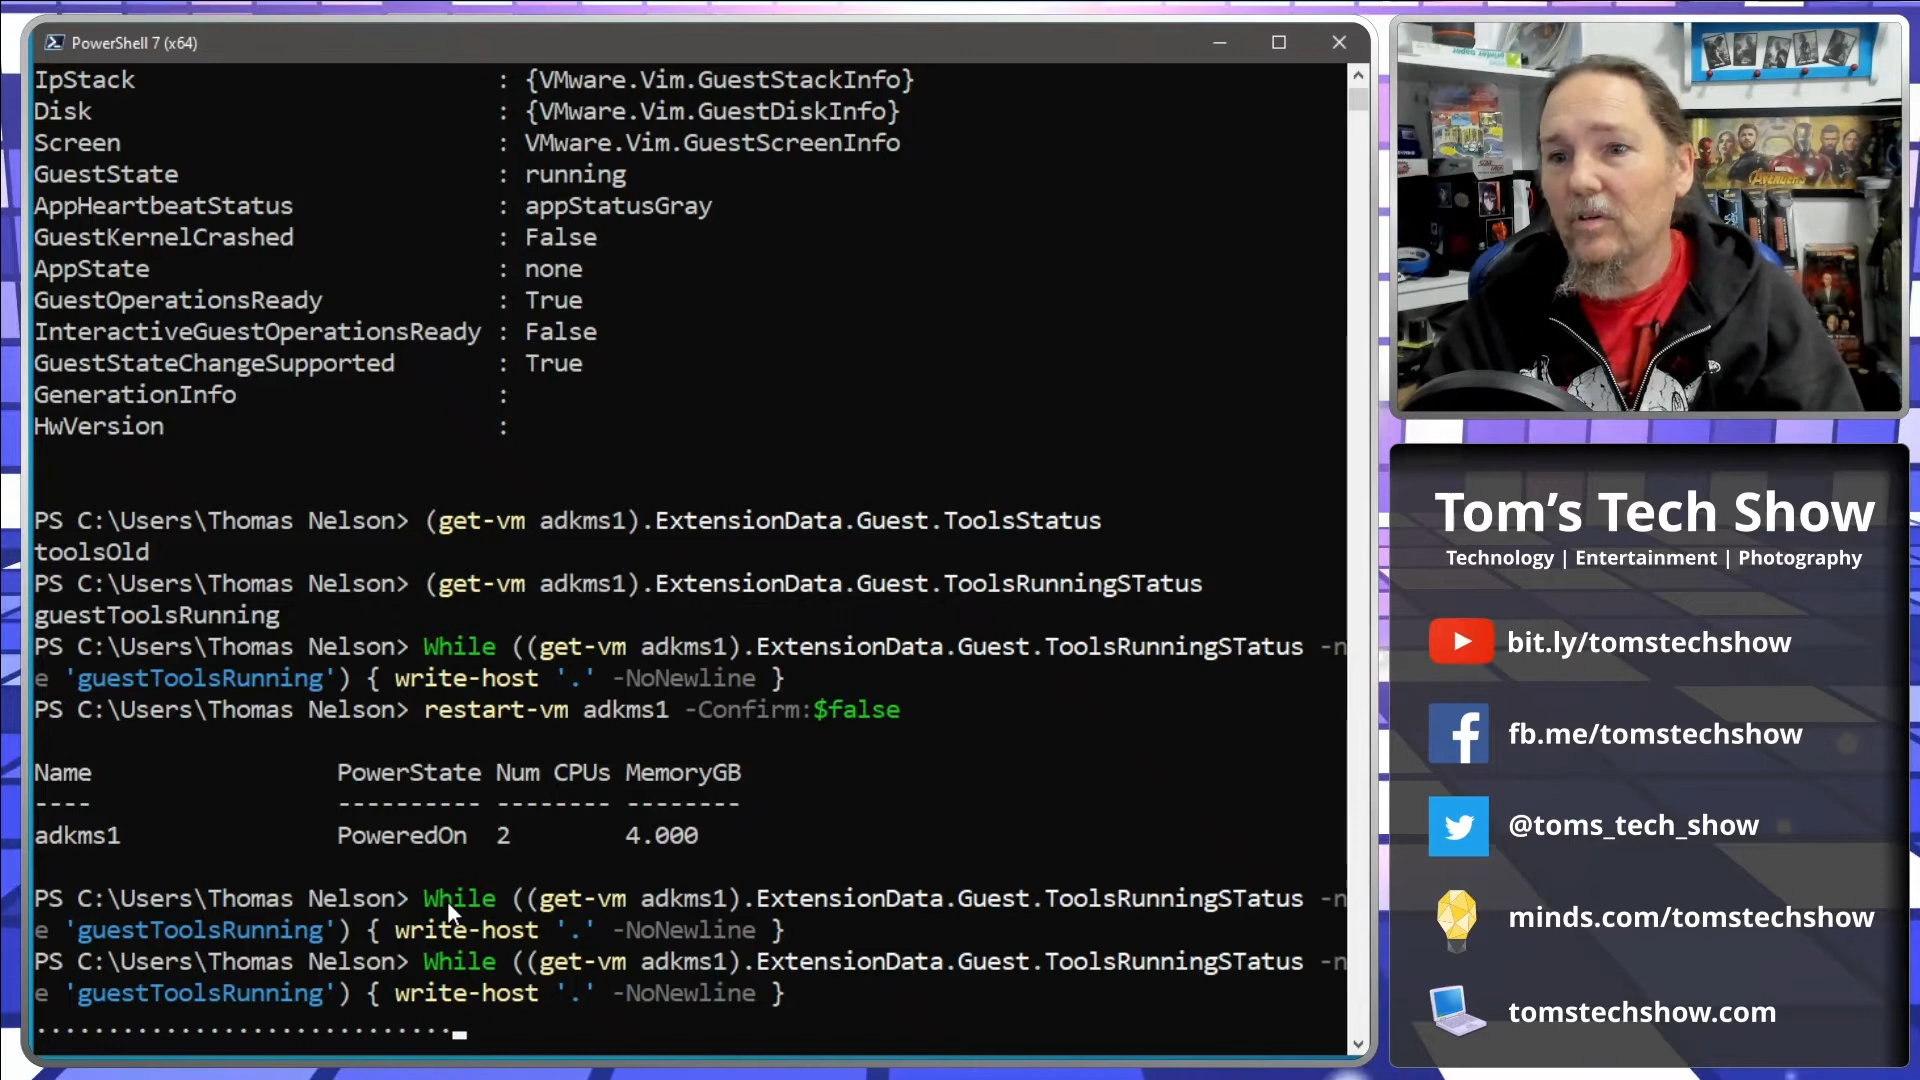 PowerShell 7 (x64)
IpStack : {VMware.Vim.GuestStackInfo}
Disk : {VMware.Vim.GuestDiskInfo}
Screen : VMware.Vim.GuestScreenInfo
GuestState : running
AppHeartbeatStatus : appStatusGray
GuestKernelCrashed : False
AppState : none
GuestOperationsReady : True
InteractiveGuestOperationsReady : False
GuestStateChangeSupported : True
GenerationInfo :
HwVersion :
PS C:\Users\Thomas Nelson> (get-vm adkms1).ExtensionData.Guest.ToolsStatus
toolsOld
PS C:\Users\Thomas Nelson> (get-vm adkms1).ExtensionData.Guest.ToolsRunningSTatus
guestToolsRunning
PS C:\Users\Thomas Nelson> While ((get-vm adkms1).ExtensionData.Guest.ToolsRunningSTatus -n
e 'guestToolsRunning') { write-host '.' -NoNewline }
PS C:\Users\Thomas Nelson> restart-vm adkms1 -Confirm:$false
Name PowerState Num CPUs MemoryGB
---- ---------- -------- --------
adkms1 PoweredOn 2 4.000
PS C:\Users\Thomas Nelson> While ((get-vm adkms1).ExtensionData.Guest.ToolsRunningSTatus -n
e 'guestToolsRunning') { write-host '.' -NoNewline }
PS C:\Users\Thomas Nelson> While ((get-vm adkms1).ExtensionData.Guest.ToolsRunningSTatus -n
e 'guestToolsRunning') { write-host '.' -NoNewline }
.............................
AVENGERS
Tom's Tech Show
Technology | Entertainment | Photography
bit.ly/tomstechshow
fb.me/tomstechshow
@toms_tech_show
minds.com/tomstechshow
tomstechshow.com